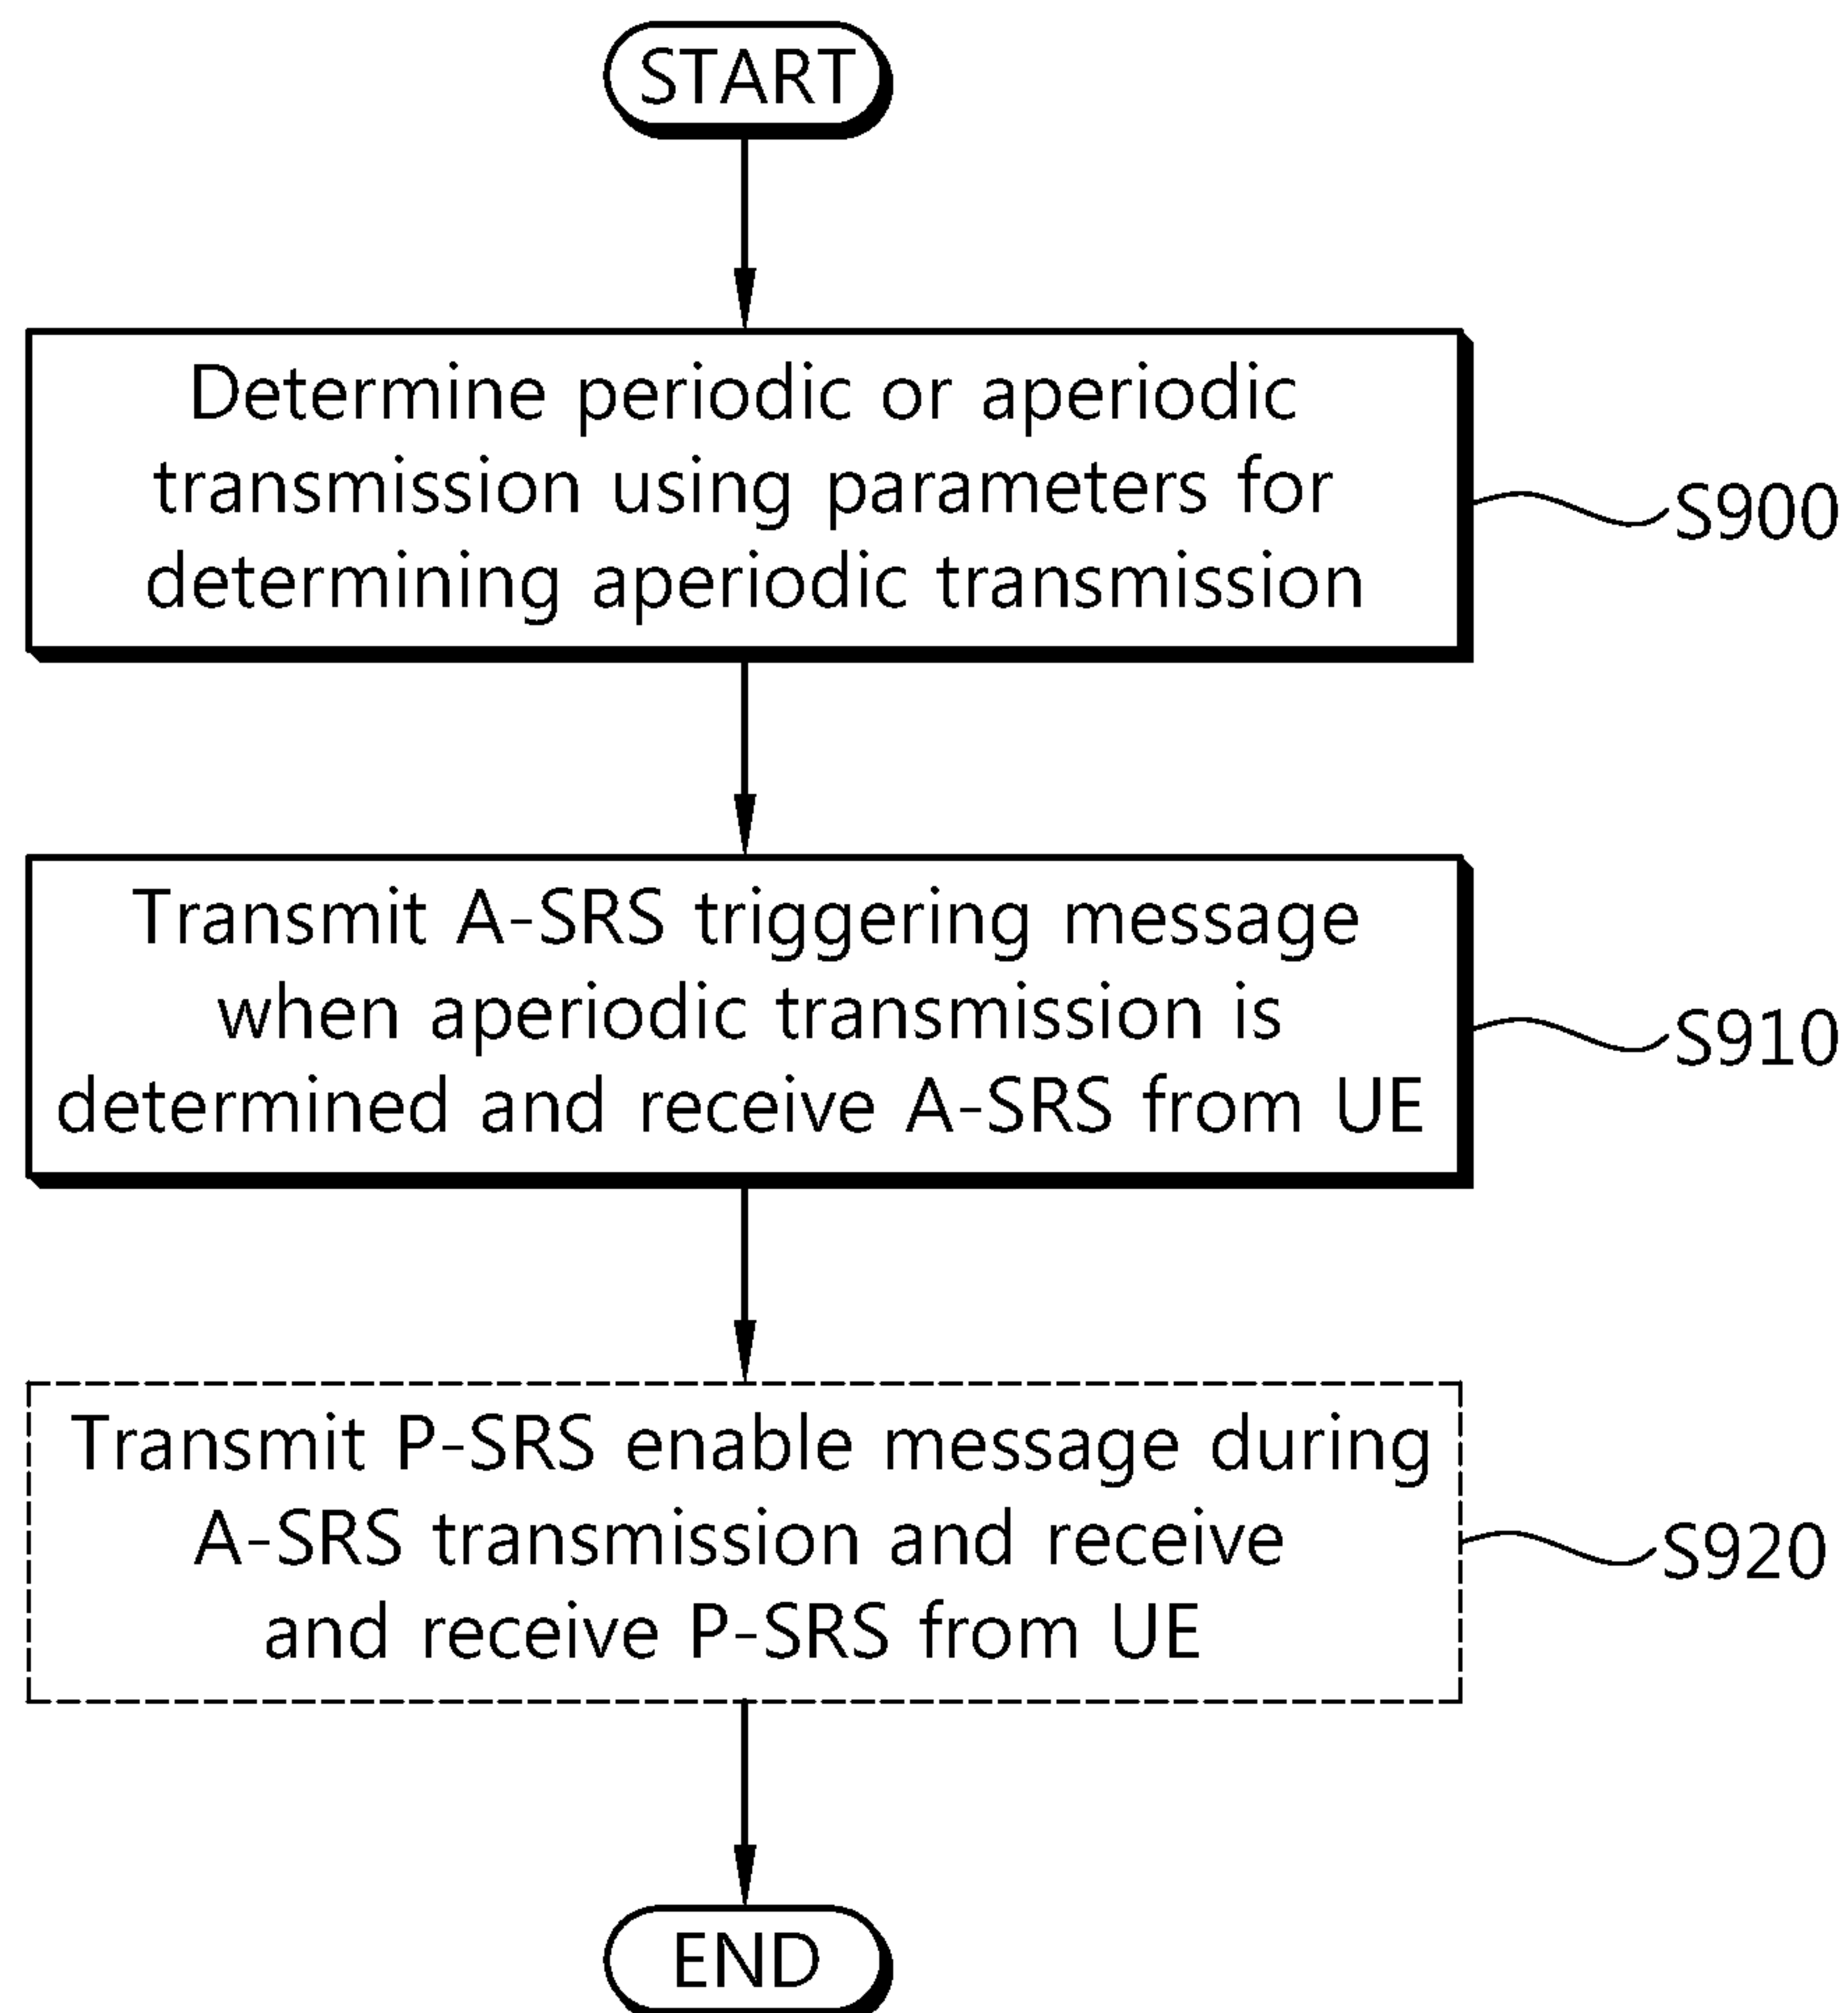 START
Determine periodic or aperiodic
transmission using parameters for
determining aperiodic transmission
S900
Transmit A-SRS triggering message
when aperiodic transmission is
determined and receive A-SRS from UE
S910
Transmit P-SRS enable message during
A-SRS transmission and receive
and receive P-SRS from UE
S920
END